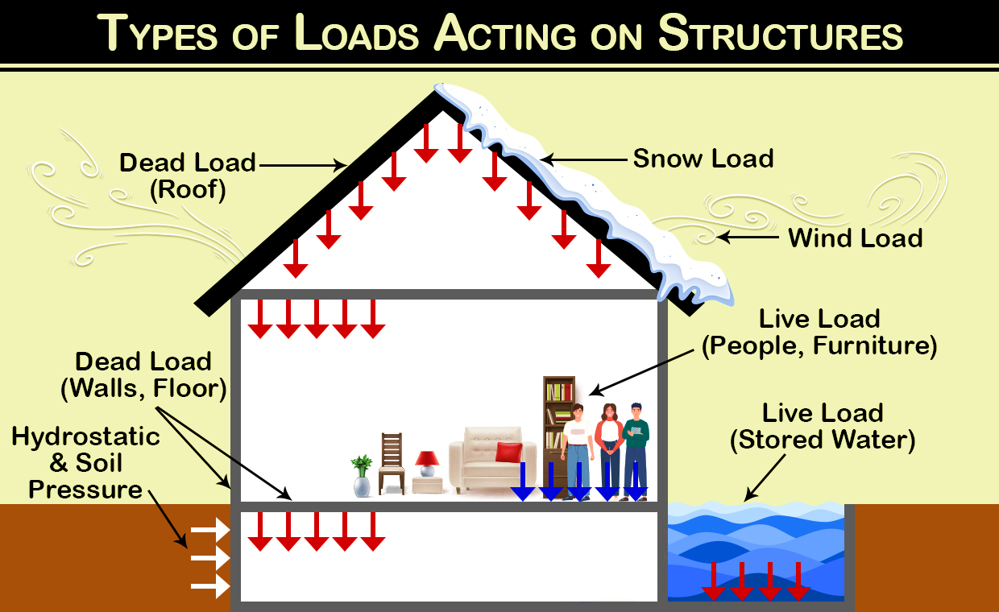 TYPES OF LOADS ACTING ON STRUCTURES
Dead Load
(Roof)
Snow Load
Wind Load
Live Load
(People, Furniture)
Dead Load
(Walls, Floor)
Live Load
(Stored Water)
Hydrostatic
& Soil
Pressure